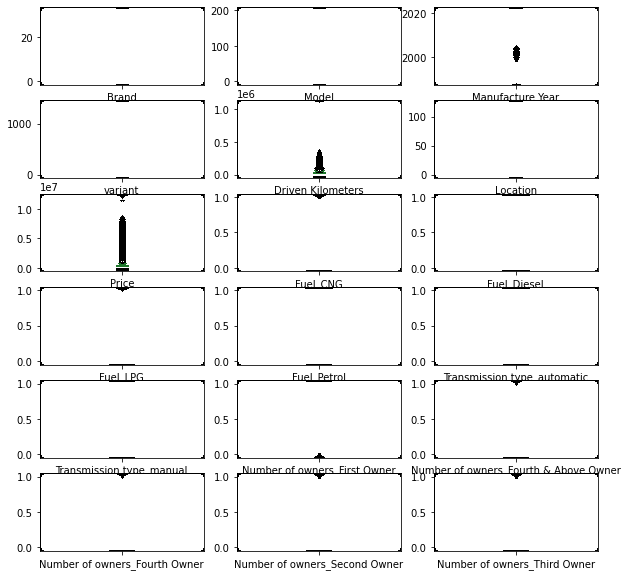 20
0
Brand
200
100
0
Model
2020
2000
Manufacture Year
1000
0
variant
1e6
1.0
0.5
0.0
Driven Kilometers
100
50
0
Location
1e7
1.0
0.5
0.0
Price
1.0
0.5
0.0
Fuel_CNG
1.0
0.5
0.0
Fuel_Diesel
1.0
0.5
0.0
Fuel_LPG
1.0
0.5
0.0
Fuel_Petrol
1.0
0.5
0.0
Transmission type_automatic
1.0
0.5
0.0
Transmission type_manual
1.0
0.5
0.0
Number of owners_First Owner
1.0
0.5
0.0
Number of owners_Fourth & Above Owner
1.0
0.5
0.0
Number of owners_Fourth Owner
1.0
0.5
0.0
Number of owners_Second Owner
1.0
0.5
0.0
Number of owners_Third Owner